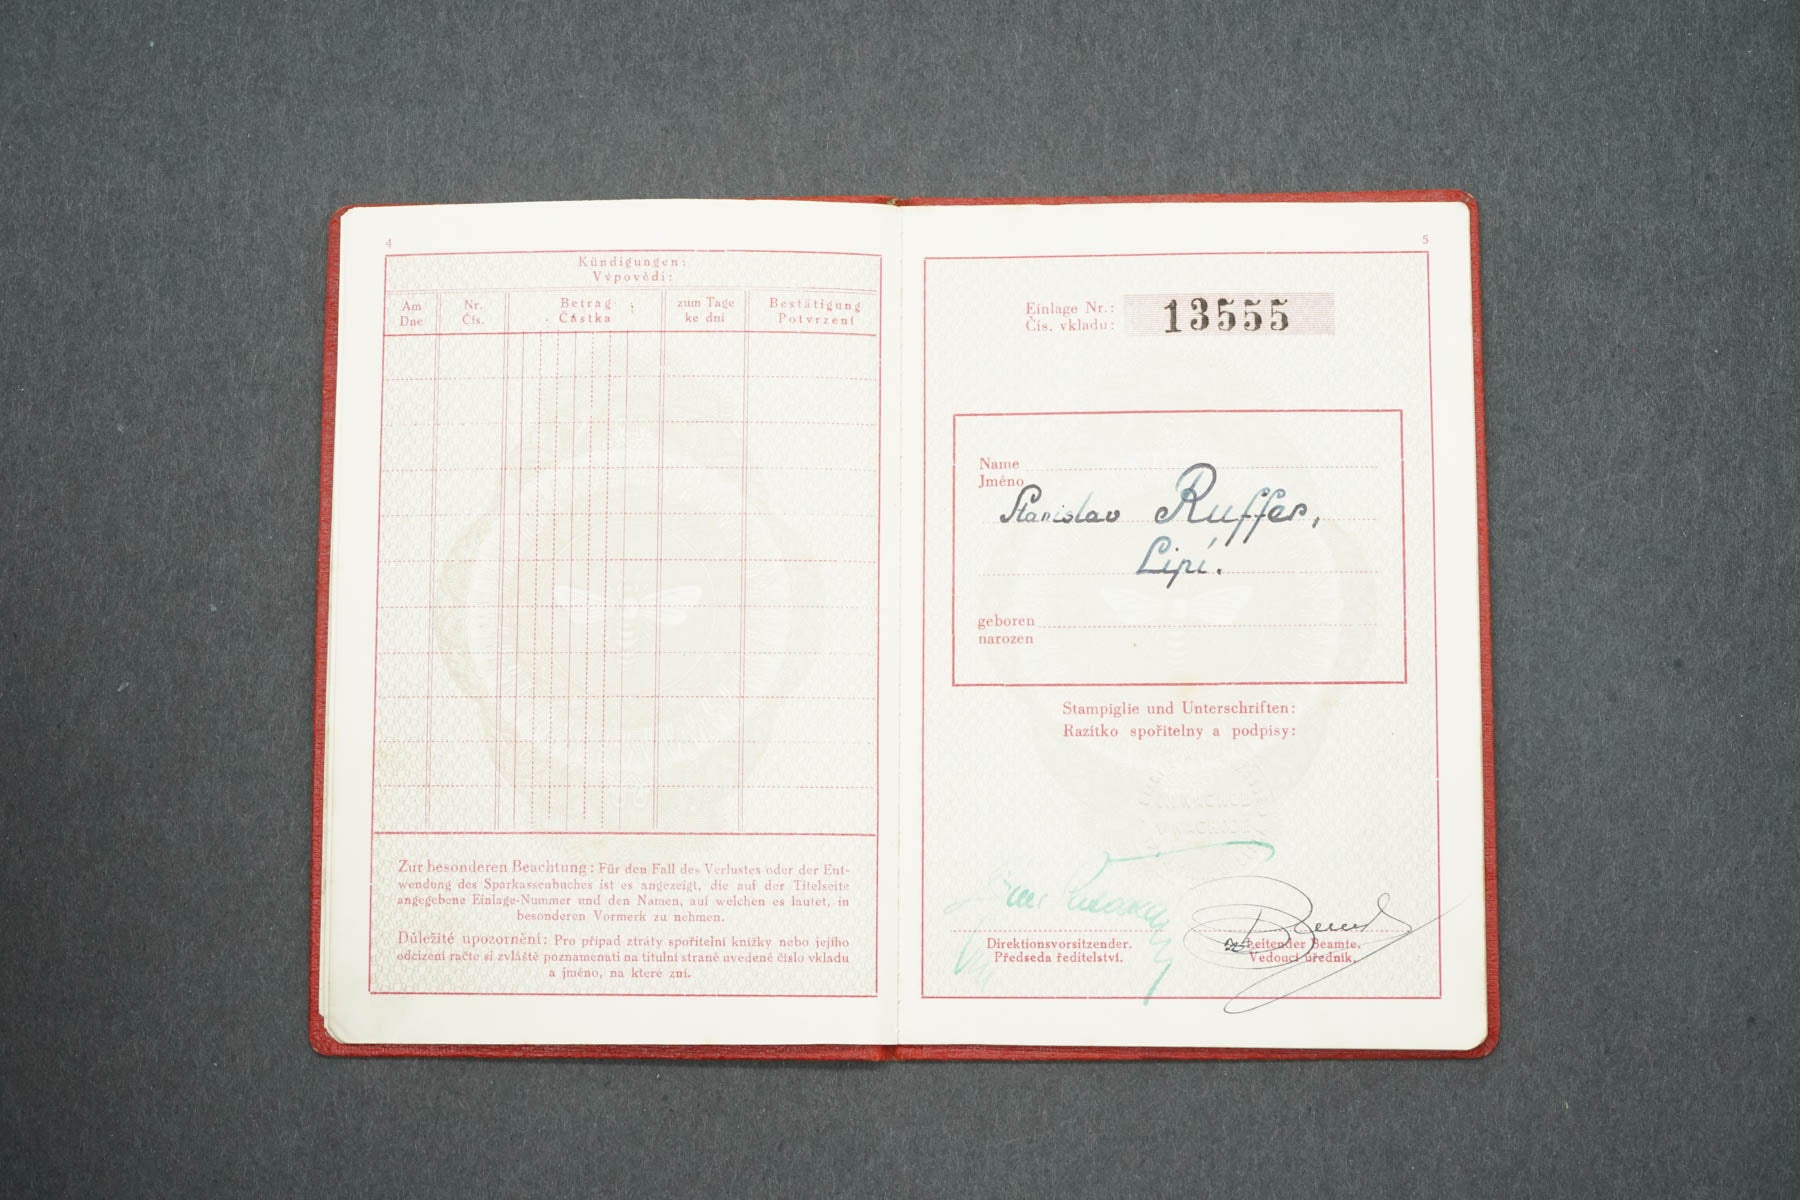 4
Kündigungen:
Výpovědi:
Am
Dne
Nr.
Čís.
Betrag
Částka
zum Tage
ke dni
Bestätigung
Potvrzení
Zur besonderen Beachtung: Für den Fall des Verlustes oder der Ent-
wendung des Sparkassenbuches ist es angezeigt, die auf der Titelseite
angegebene Einlage-Nummer und den Namen, auf welchen es lautet, in
besonderen Vormerk zu nehmen.
Důležité upozornění: Pro případ ztráty spořitelní knížky nebo jejího
odcizení račte si zvláště poznamenati na titulní straně uvedené číslo vkladu
a jméno, na které zní.
5
Einlage Nr.:
Čís. vkladu:
13555
Name
Jméno
Stanislav Ruffer,
Lipí.
geboren
narozen
Stampiglie und Unterschriften:
Razítko spořitelny a podpisy:
Direktionsvorsitzender.
Předseda ředitelství.
Leitender Beamte.
Vedoucí úředník.